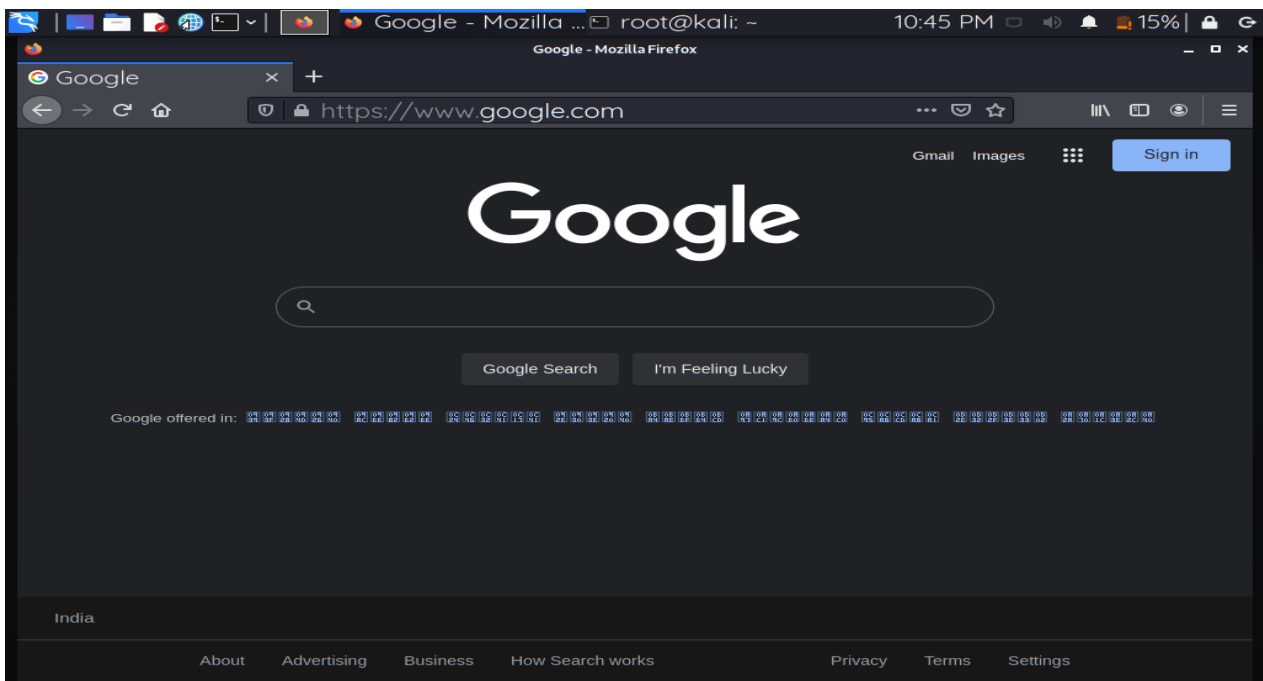 Google - Mozilla ... root@kali: ~ 10:45 PM 15%
Google - Mozilla Firefox
Google
https://www.google.com
Gmail Images Sign in
Google
Google Search I'm Feeling Lucky
Google offered in:
India
About Advertising Business How Search works Privacy Terms Settings